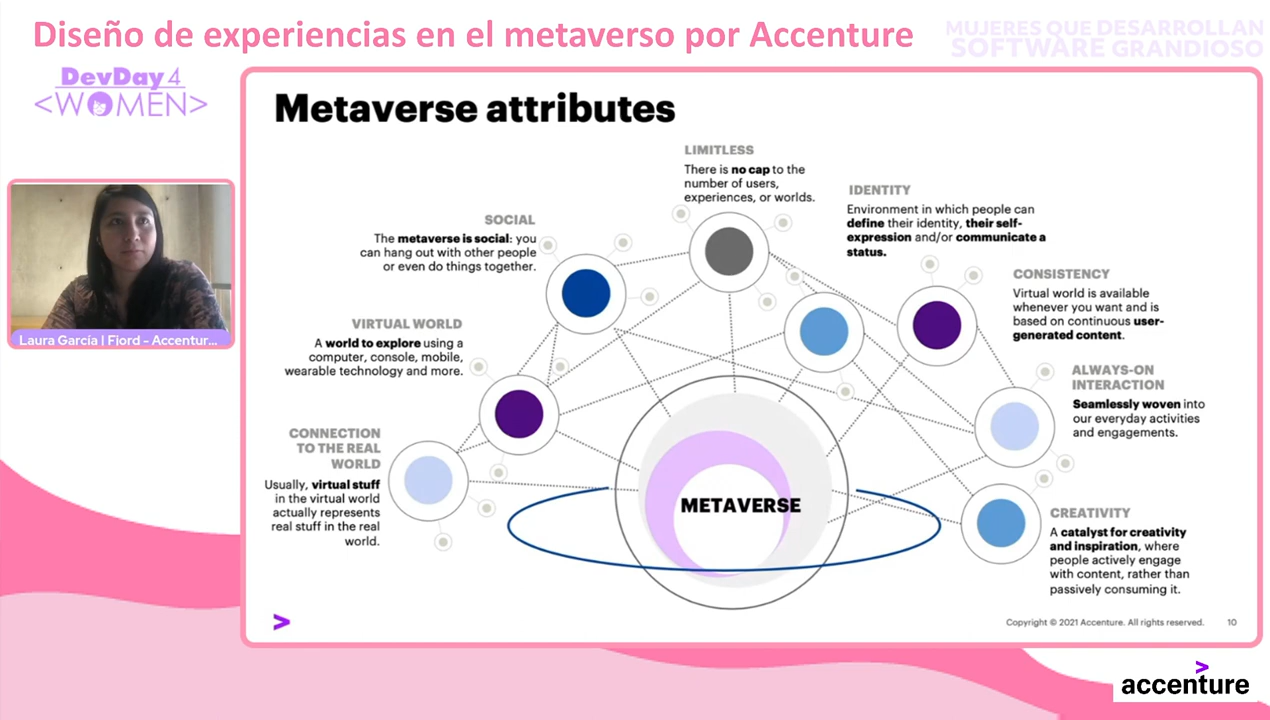 Diseño de experiencias en el metaverso por Accenture
MUJERES QUE DESARROLLAN
SOFTWARE GRANDIOSO
DevDay4
<WOMEN>
Laura García | Fjord - Accentur...
Metaverse attributes
LIMITLESS
There is no cap to the
number of users,
experiences, or worlds.
IDENTITY
Environment in which people can
define their identity, their self-
expression and/or communicate a
status.
SOCIAL
The metaverse is social: you
can hang out with other people
or even do things together.
CONSISTENCY
Virtual world is available
whenever you want and is
based on continuous user-
generated content.
VIRTUAL WORLD
A world to explore using a
computer, console, mobile,
wearable technology and more.
ALWAYS-ON
INTERACTION
Seamlessly woven into
our everyday activities
and engagements.
CONNECTION
TO THE REAL
WORLD
Usually, virtual stuff
in the virtual world
actually represents
real stuff in the real
world.
METAVERSE
CREATIVITY
A catalyst for creativity
and inspiration, where
people actively engage
with content, rather than
passively consuming it.
>
Copyright © 2021 Accenture. All rights reserved. 10
accenture